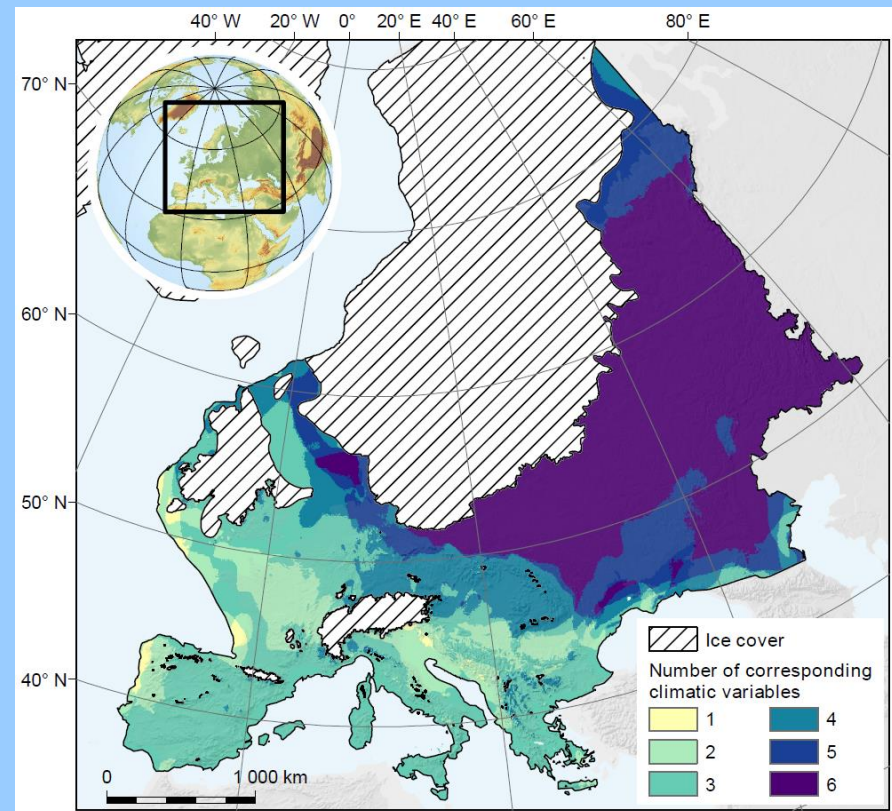 40° W 20° W 0° 20° E 40° E 60° E 80° E
70° N
60° N
50° N
40° N
Ice cover
Number of corresponding
climatic variables
1 4
2 5
3 6
0 1 000 km